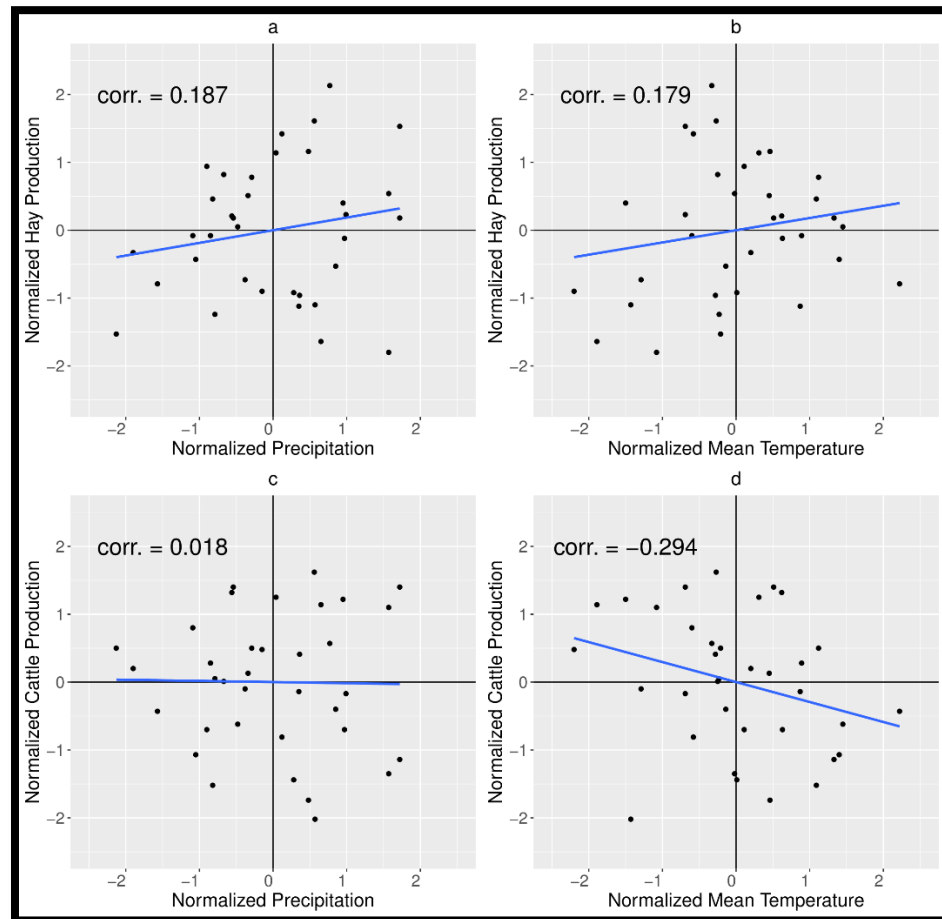 a
corr. = 0.187
2
1
0
−1
−2
−2 −1 0 1 2
Normalized Precipitation
Normalized Hay Production
b
corr. = 0.179
2
1
0
−1
−2
−2 −1 0 1 2
Normalized Mean Temperature
Normalized Hay Production
c
corr. = 0.018
2
1
0
−1
−2
−2 −1 0 1 2
Normalized Precipitation
Normalized Cattle Production
d
corr. = −0.294
2
1
0
−1
−2
−2 −1 0 1 2
Normalized Mean Temperature
Normalized Cattle Production